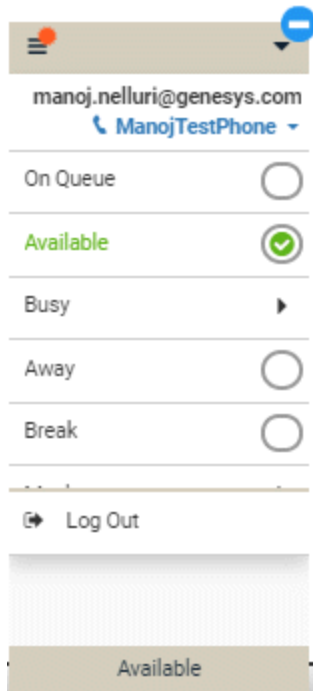 manoj.nelluri@genesys.com
ManojTestPhone
On Queue
Available
Busy
Away
Break
Log Out
Available